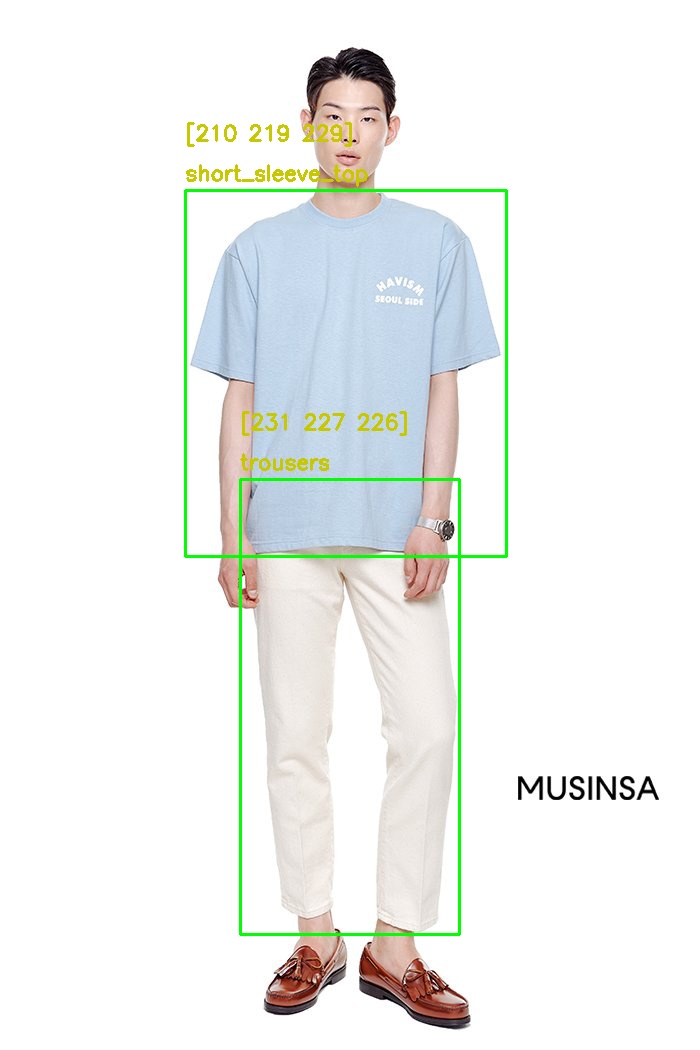 [210 219 229]
short_sleeve_top
HAVISM
SEOUL SIDE
[231 227 226]
trousers
MUSINSA